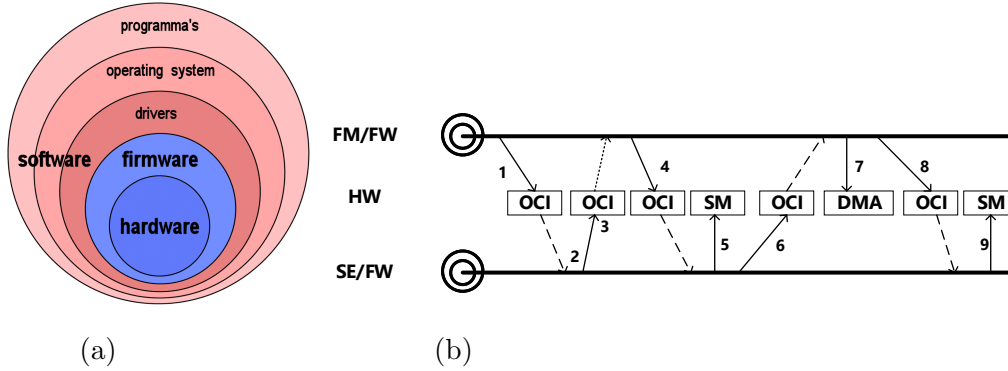 programma's
operating system
drivers
software firmware
hardware
(a)
FM/FW
1 4 7 8
HW
OCI OCI OCI SM OCI DMA OCI SM
3
2 5 6 9
SE/FW
(b)